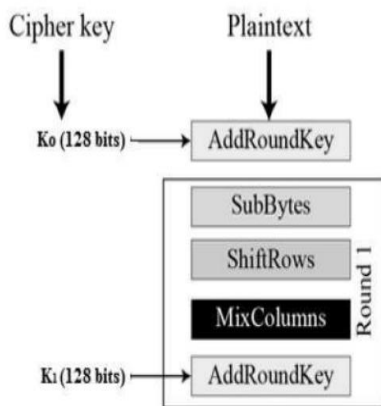 Cipher key Plaintext
K0 (128 bits) AddRoundKey
SubBytes
ShiftRows
MixColumns
Round 1
K1 (128 bits) AddRoundKey